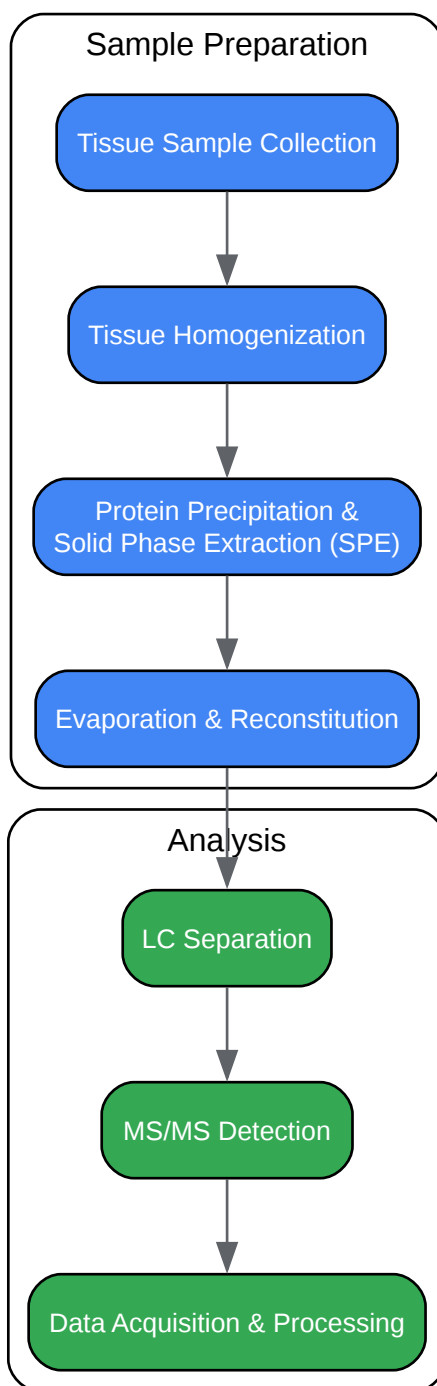 Sample Preparation
Tissue Sample Collection
Tissue Homogenization
Protein Precipitation &
Solid Phase Extraction (SPE)
Evaporation & Reconstitution
Analysis
LC Separation
MS/MS Detection
Data Acquisition & Processing